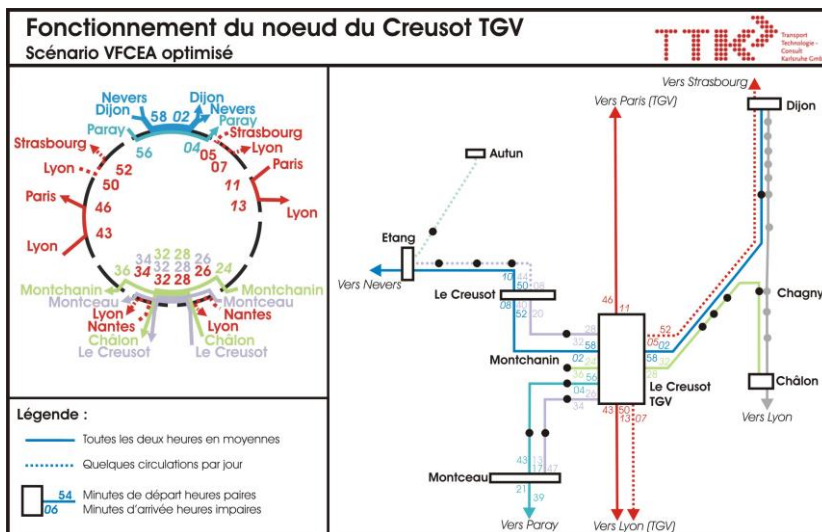 Fonctionnement du noeud du Creusot TGV
Scénario VFCEA optimisé
TTK
Transport
Technologie -
Consult
Karlsruhe GmbH
Nevers
Dijon
58
02
Dijon
Nevers
Paray
56
04
Paray
Strasbourg
52
05
Strasbourg
Lyon
50
07
Lyon
Paris
46
11
Paris
Lyon
43
13
Lyon
34 32 28 26
36 34 32 28 26 24
32 28
Montchanin
Montchanin
Montceau
Montceau
Lyon
Nantes
Nantes
Lyon
Châlon
Châlon
Le Creusot
Le Creusot
Légende :
Toutes les deux heures en moyennes
Quelques circulations par jour
54 Minutes de départ heures paires
06 Minutes d'arrivée heures impaires
Vers Strasbourg
Vers Paris (TGV)
Dijon
Autun
Etang
Vers Nevers
10 44
50 08
Le Creusot
08 40
52 20
46 11
28
32
52
05 02
Chagny
Montchanin
58
02
58
32
28
36
56
04
34
Le Creusot
TGV
Châlon
Vers Lyon
43 50
13 07
43 13
17 47
Montceau
21
39
Vers Paray
Vers Lyon (TGV)